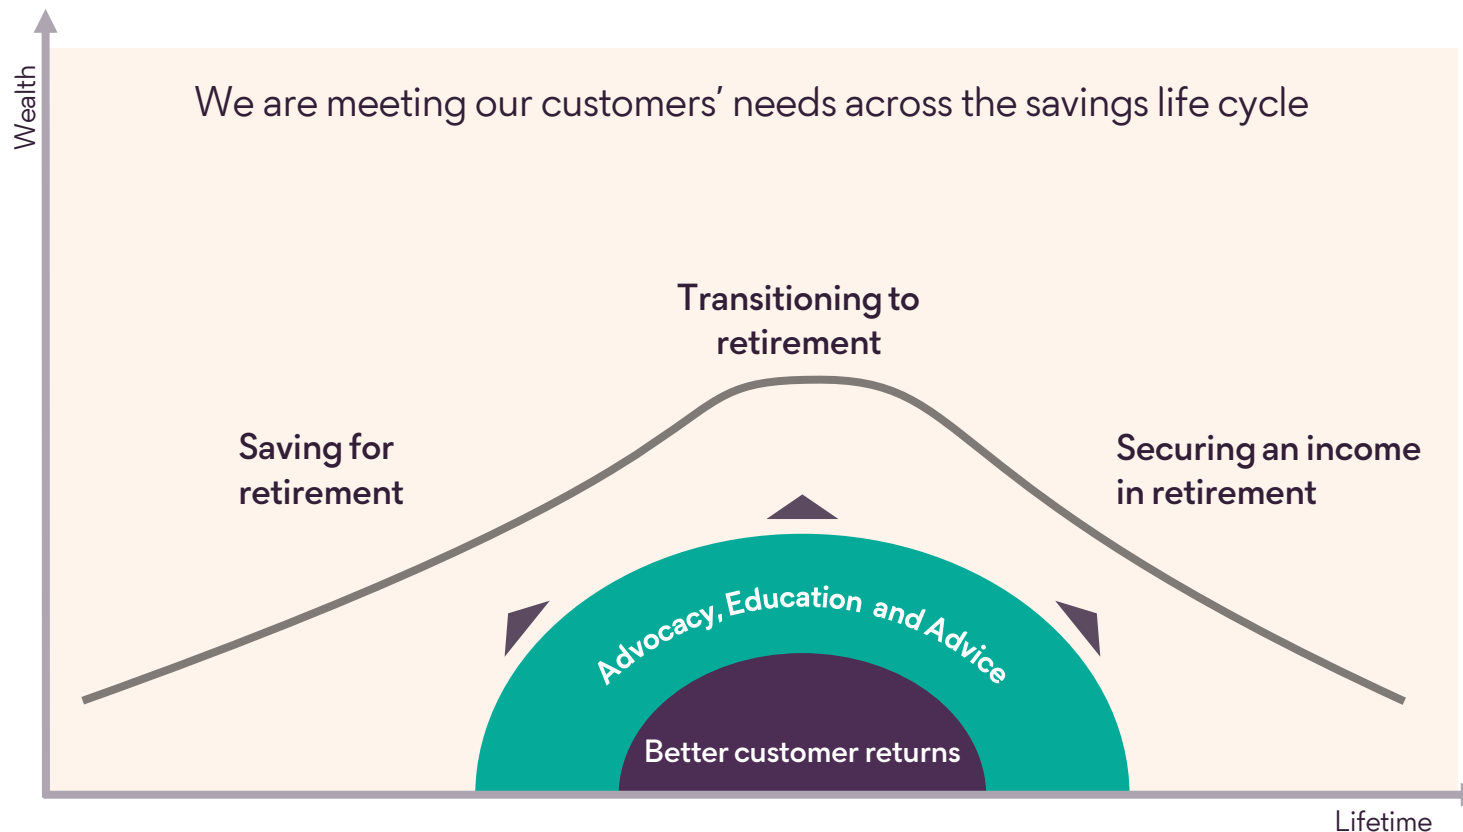 Wealth
We are meeting our customers’ needs across the savings life cycle
Transitioning to
retirement
Saving for
retirement
Securing an income
in retirement
Advocacy, Education and Advice
Better customer returns
Lifetime